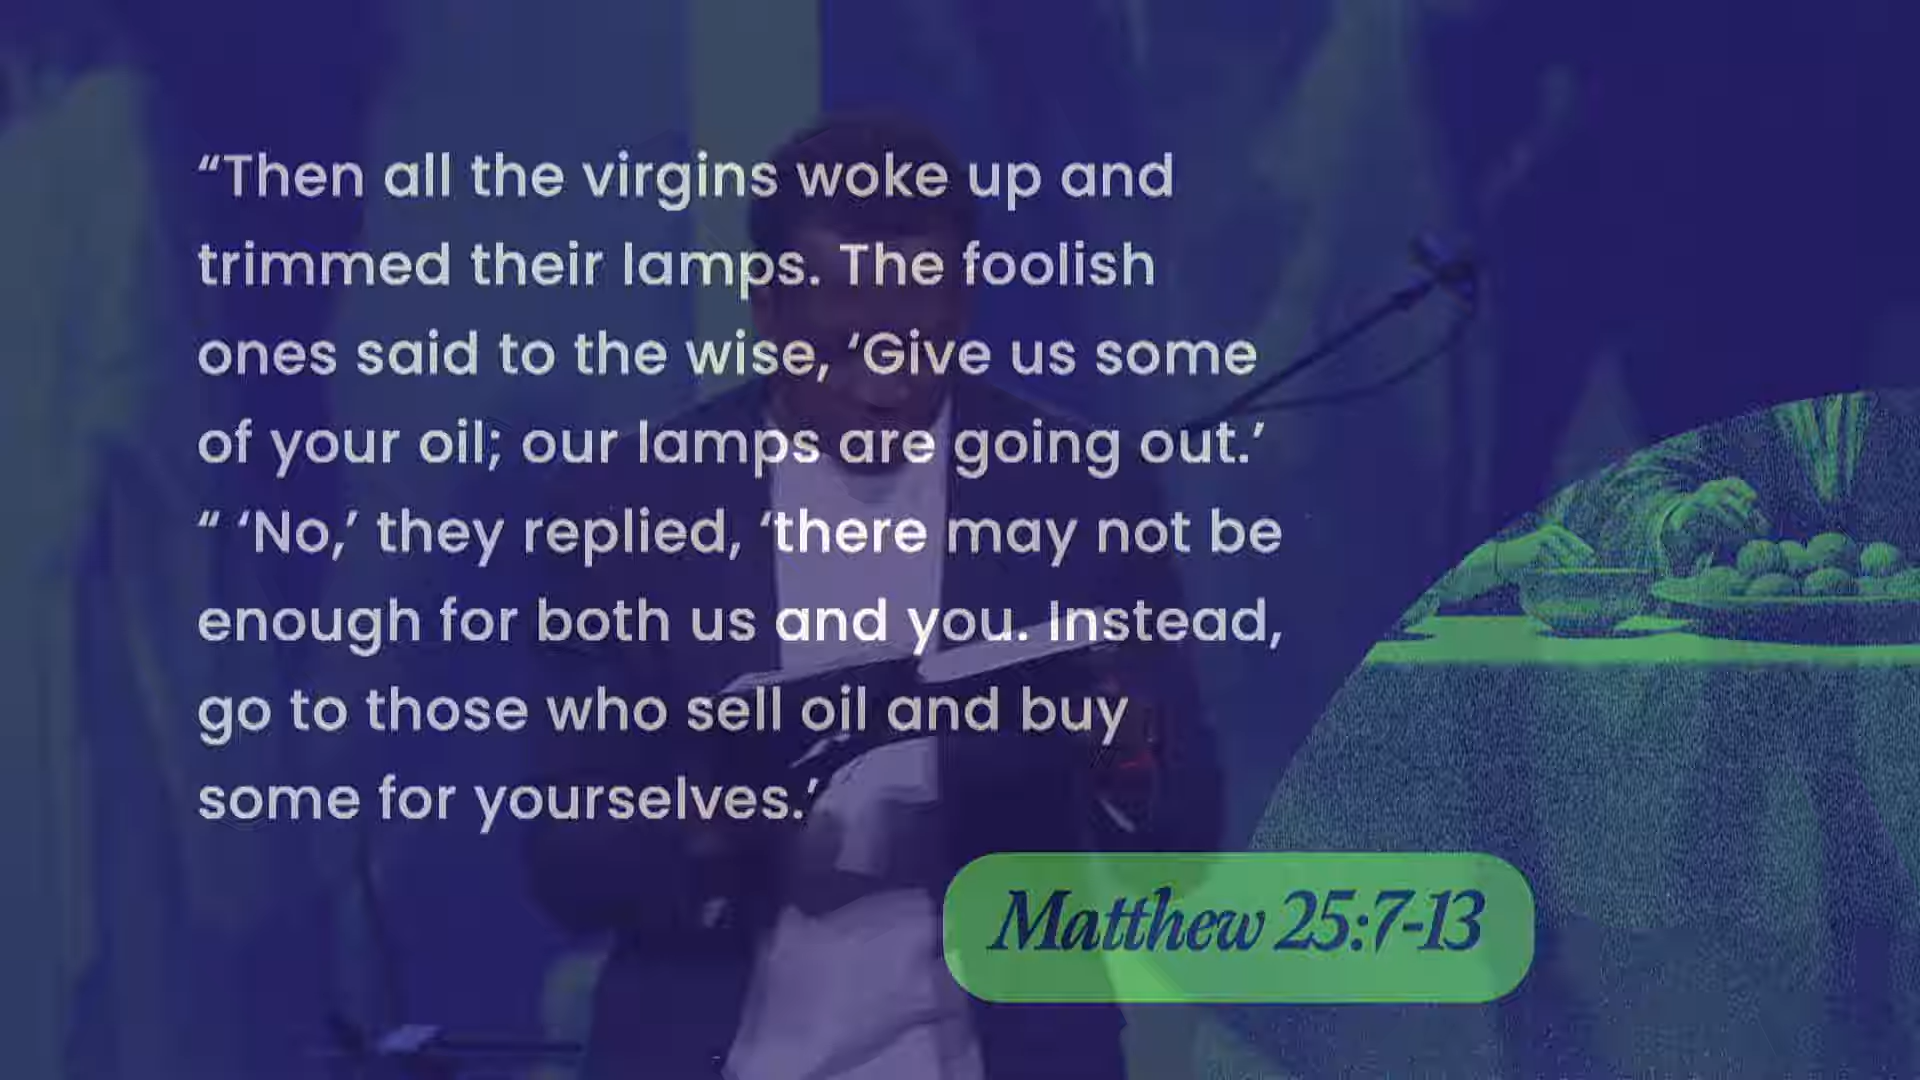 “Then all the virgins woke up and
trimmed their lamps. The foolish
ones said to the wise, ‘Give us some
of your oil; our lamps are going out.’
“ ‘No,’ they replied, ‘there may not be
enough for both us and you. Instead,
go to those who sell oil and buy
some for yourselves.’
Matthew 25:7-13